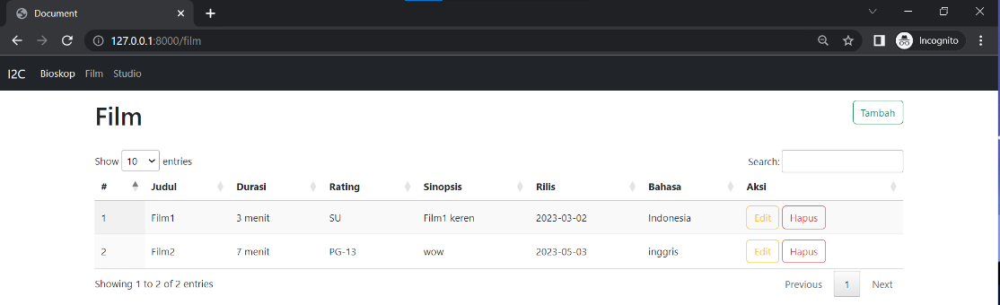 Document
127.0.0.1:8000/film
Incognito
I2C Bioskop Film Studio
Film
Tambah
Show 10 entries
Search:
# Judul Durasi Rating Sinopsis Rilis Bahasa Aksi
1 Film1 3 menit SU Film1 keren 2023-03-02 Indonesia Edit Hapus
2 Film2 7 menit PG-13 wow 2023-05-03 inggris Edit Hapus
Showing 1 to 2 of 2 entries
Previous 1 Next